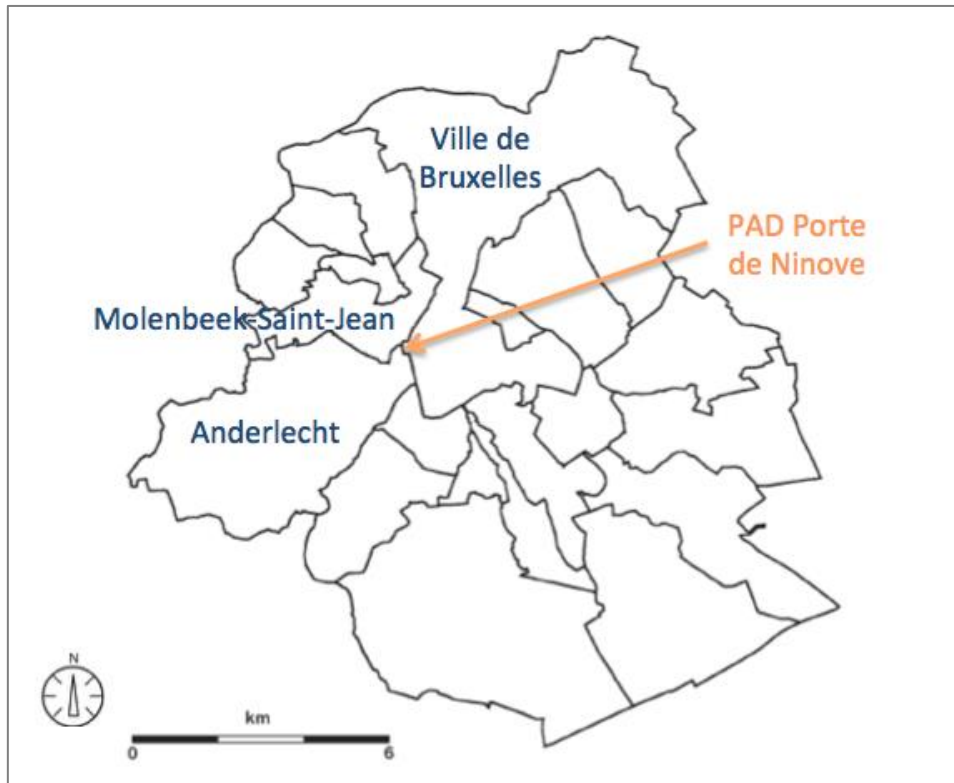 Ville de
Bruxelles
PAD Porte
de Ninove
Molenbeek-Saint-Jean
Anderlecht
N
km
0
6